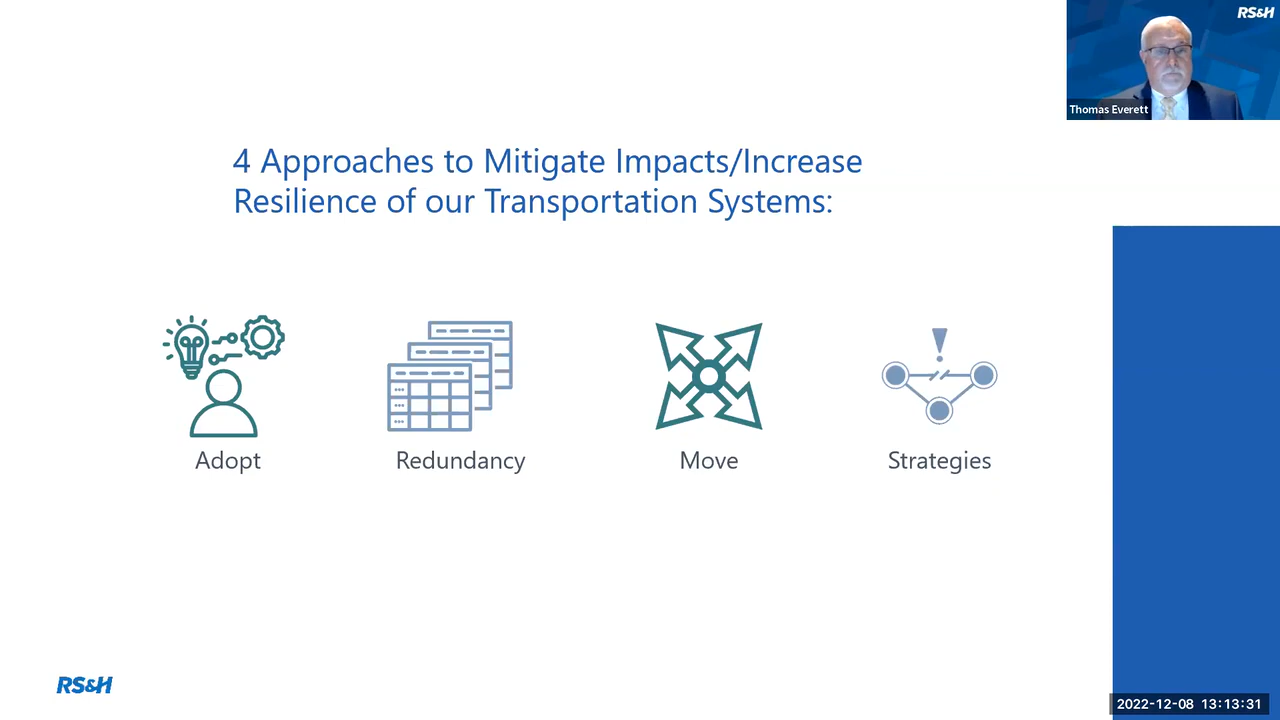 RS&H
Thomas Everett
4 Approaches to Mitigate Impacts/Increase
Resilience of our Transportation Systems:
Adopt
Redundancy
Move
Strategies
RS&H
2022-12-08 13:13:31